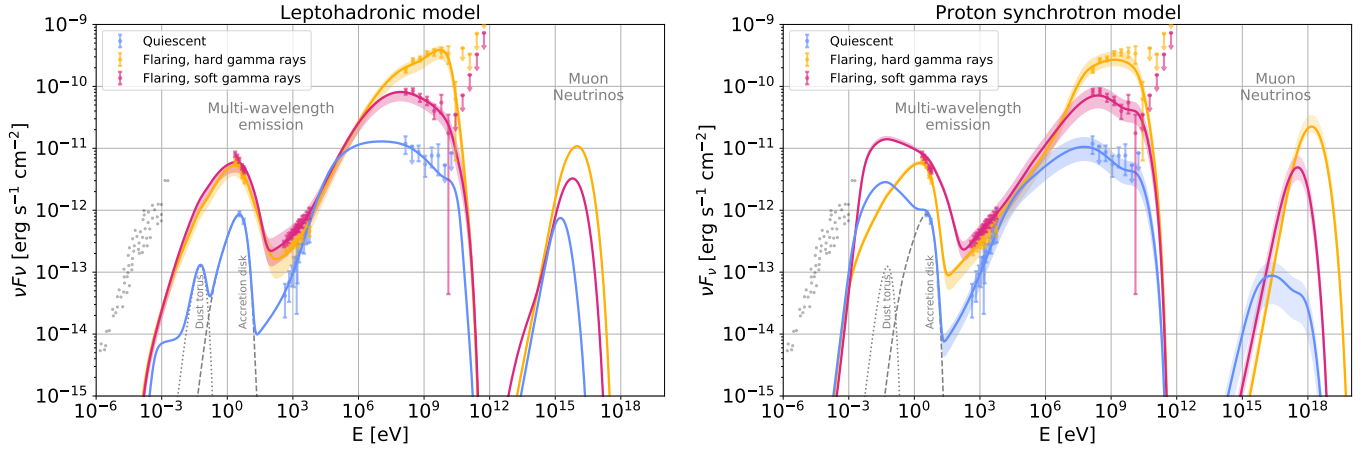 Leptohadronic model
10⁻⁹
10⁻¹⁰
10⁻¹¹
10⁻¹²
10⁻¹³
10⁻¹⁴
10⁻¹⁵
νFν [erg s⁻¹ cm⁻²]
Quiescent
Flaring, hard gamma rays
Flaring, soft gamma rays
Multi-wavelength
emission
Muon
Neutrinos
Dust torus
Accretion disk
10⁻⁶ 10⁻³ 10⁰ 10³ 10⁶ 10⁹ 10¹² 10¹⁵ 10¹⁸
E [eV]
Proton synchrotron model
10⁻⁹
10⁻¹⁰
10⁻¹¹
10⁻¹²
10⁻¹³
10⁻¹⁴
10⁻¹⁵
νFᵥ [erg s⁻¹ cm⁻²]
Quiescent
Flaring, hard gamma rays
Flaring, soft gamma rays
Multi-wavelength
emission
Muon
Neutrinos
Dust torus
Accretion disk
10⁻⁶ 10⁻³ 10⁰ 10³ 10⁶ 10⁹ 10¹² 10¹⁵ 10¹⁸
E [eV]